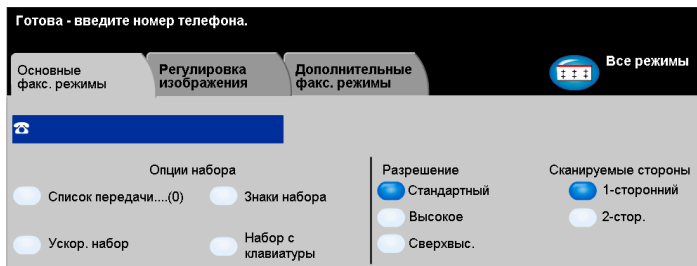 Готова - введите номер телефона.
Основные
факс. режимы
Регулировка
изображения
Дополнительные
факс. режимы
Все режимы
Опции набора
Список передачи....(0)
Знаки набора
Ускор. набор
Набор с
клавиатуры
Разрешение
Стандартный
Высокое
Сверхвыс.
Сканируемые стороны
1-сторонний
2-стор.